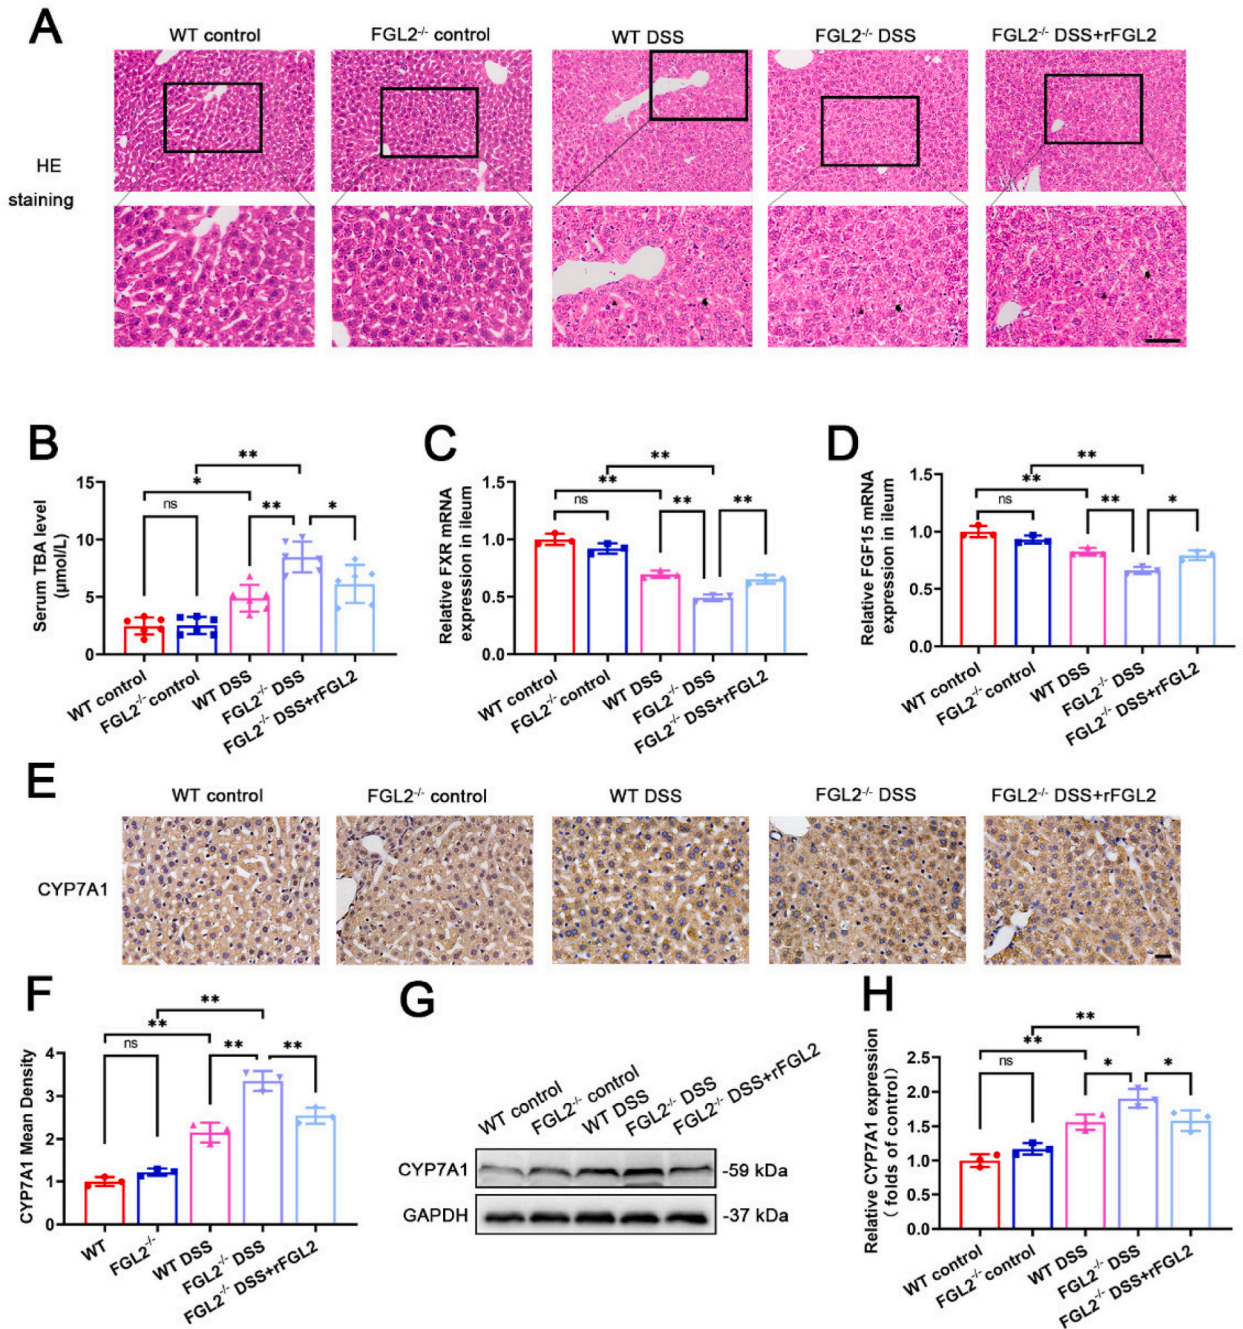 A
WT control
FGL2-/- control
WT DSS
FGL2-/- DSS
FGL2-/- DSS+rFGL2
HE
staining
B
Serum TBA level
(μmol/L)
15
10
5
0
ns
*
**
**
*
WT control
FGL2-/- control
WT DSS
FGL2-/- DSS
FGL2-/- DSS+rFGL2
C
Relative FXR mRNA
expression in ileum
1.5
1.0
0.5
0.0
ns
**
**
**
**
WT control
FGL2-/- control
WT DSS
FGL2-/- DSS
FGL2-/- DSS+rFGL2
D
Relative FGF15 mRNA
expression in ileum
1.5
1.0
0.5
0.0
ns
**
**
**
*
WT control
FGL2-/- control
WT DSS
FGL2-/- DSS
FGL2-/- DSS+rFGL2
E
WT control
FGL2-/- control
WT DSS
FGL2-/- DSS
FGL2-/- DSS+rFGL2
CYP7A1
F
CYP7A1 Mean Density
4
3
2
1
0
ns
**
**
**
**
WT
FGL2-/-
WT DSS
FGL2-/- DSS
FGL2-/- DSS+rFGL2
G
WT control
FGL2-/- control
WT DSS
FGL2-/- DSS
FGL2-/- DSS+rFGL2
CYP7A1
-59 kDa
GAPDH
-37 kDa
H
Relative CYP7A1 expression
( folds of control)
2.5
2.0
1.5
1.0
0.5
0.0
ns
**
**
*
*
WT control
FGL2-/- control
WT DSS
FGL2-/- DSS
FGL2-/- DSS+rFGL2